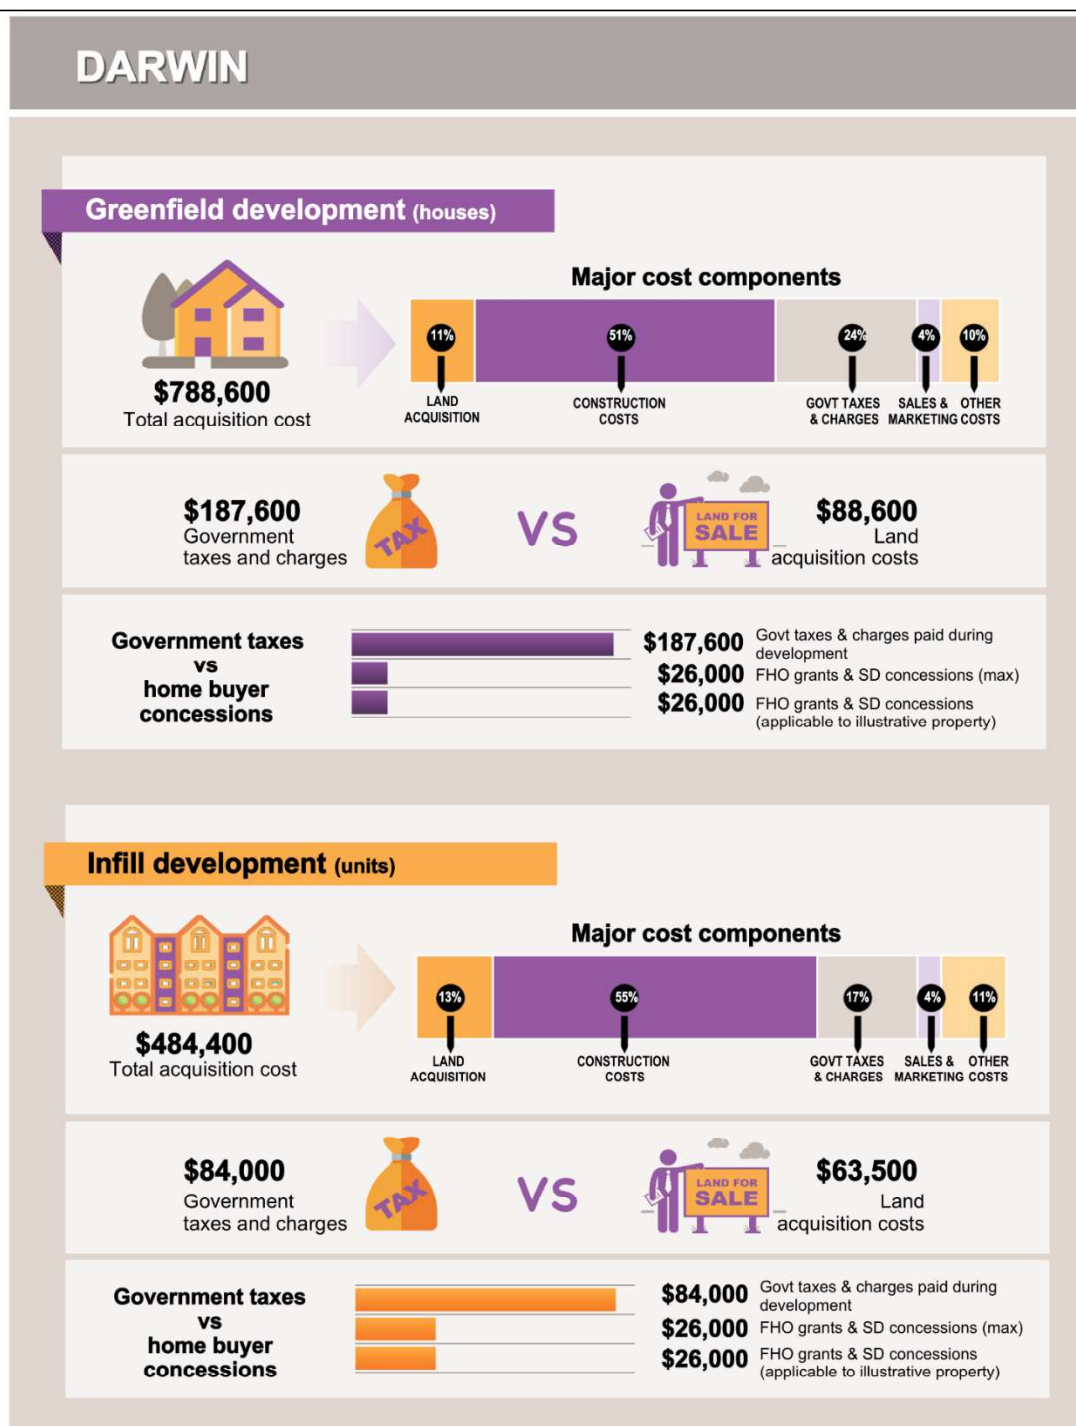 DARWIN
Greenfield development (houses)
Major cost components
11%
51%
24%
4%
10%
LAND
ACQUISITION
CONSTRUCTION
COSTS
GOVT TAXES
& CHARGES
SALES &
MARKETING
OTHER
COSTS
$788,600
Total acquisition cost
$187,600
Government
taxes and charges
TAX
VS
LAND FOR
SALE
$88,600
Land
acquisition costs
Government taxes
vs
home buyer
concessions
$187,600 Govt taxes & charges paid during
development
$26,000 FHO grants & SD concessions (max)
$26,000 FHO grants & SD concessions
(applicable to illustrative property)
Infill development (units)
Major cost components
13%
55%
17%
4%
11%
LAND
ACQUISITION
CONSTRUCTION
COSTS
GOVT TAXES
& CHARGES
SALES &
MARKETING
OTHER
COSTS
$484,400
Total acquisition cost
$84,000
Government
taxes and charges
TAX
VS
LAND FOR
SALE
$63,500
Land
acquisition costs
Government taxes
vs
home buyer
concessions
$84,000 Govt taxes & charges paid during
development
$26,000 FHO grants & SD concessions (max)
$26,000 FHO grants & SD concessions
(applicable to illustrative property)